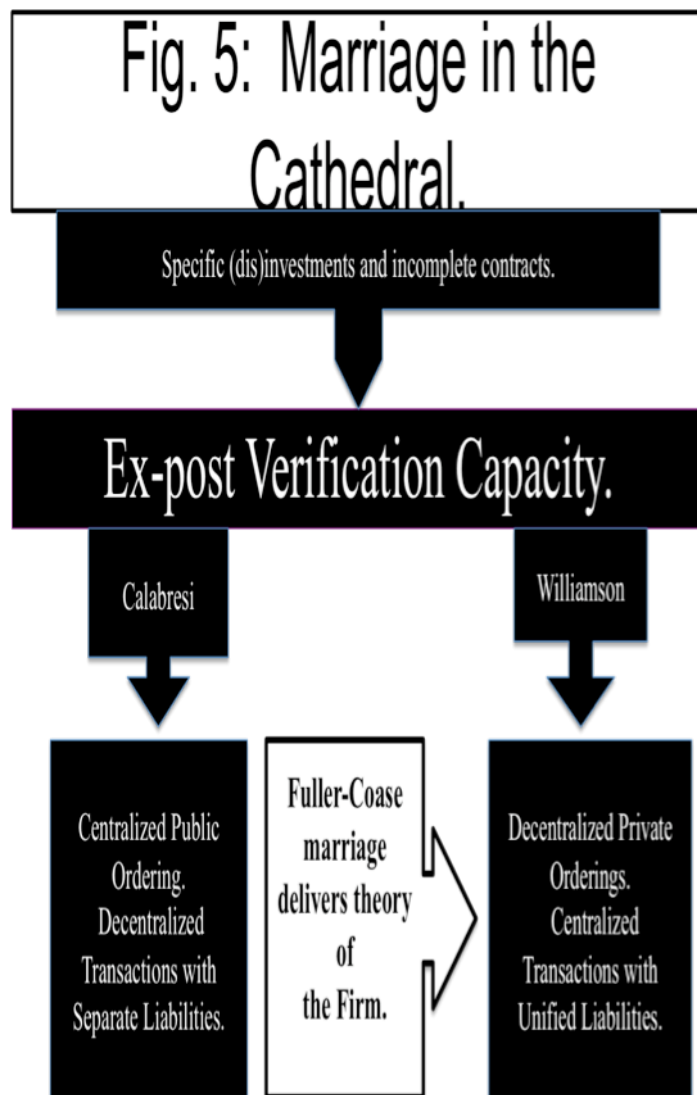 Fig. 5: Marriage in the
Cathedral.
Specific (dis)investments and incomplete contracts.
Ex-post Verification Capacity.
Calabresi
Williamson
Centralized Public
Ordering.
Decentralized
Transactions with
Separate Liabilities.
Fuller-Coase
marriage
delivers theory
of
the Firm.
Decentralized Private
Orderings.
Centralized
Transactions with
Unified Liabilities.